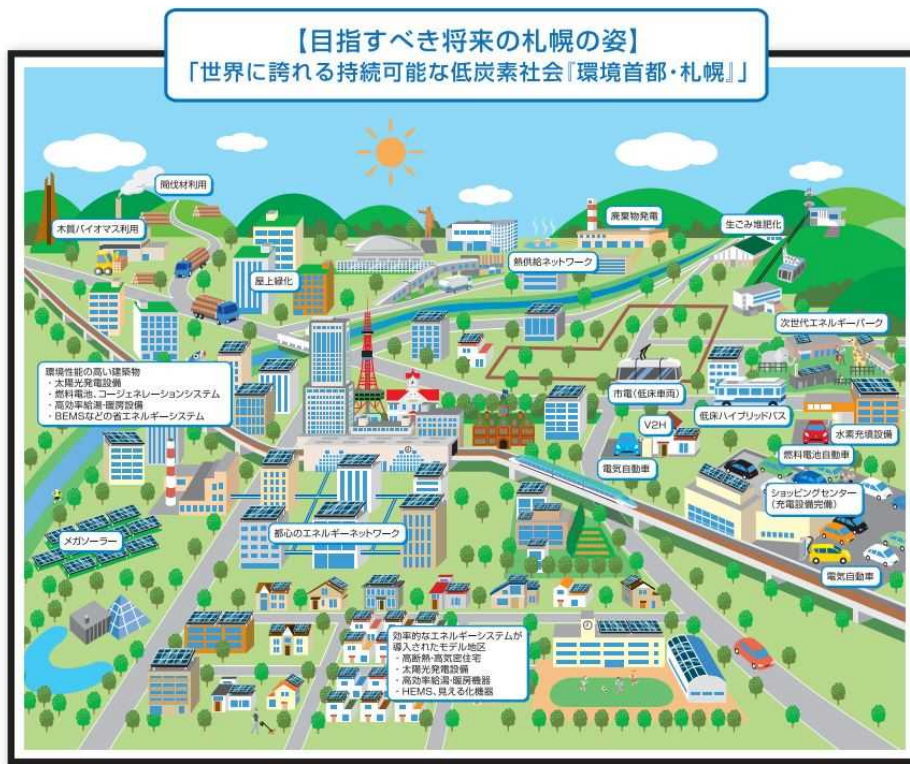 【目指すべき将来の札幌の姿】
「世界に誇れる持続可能な低炭素社会『環境首都・札幌』」
間伐材利用
木質バイオマス利用
廃棄物発電
生ごみ堆肥化
熱供給ネットワーク
屋上緑化
次世代エネルギーパーク
環境性能の高い建築物
・太陽光発電設備
・燃料電池、コージェネレーションシステム
・高効率給湯・暖房設備
・BEMSなどの省エネルギーシステム
市電(低床車両)
低床ハイブリッドバス
V2H
水素充填設備
電気自動車
燃料電池自動車
ショッピングセンター
(充電設備完備)
都心のエネルギーネットワーク
メガソーラー
電気自動車
効率的なエネルギーシステムが
導入されたモデル地区
・高断熱・高気密住宅
・太陽光発電設備
・高効率給湯・暖房機器
・HEMS、見える化機器